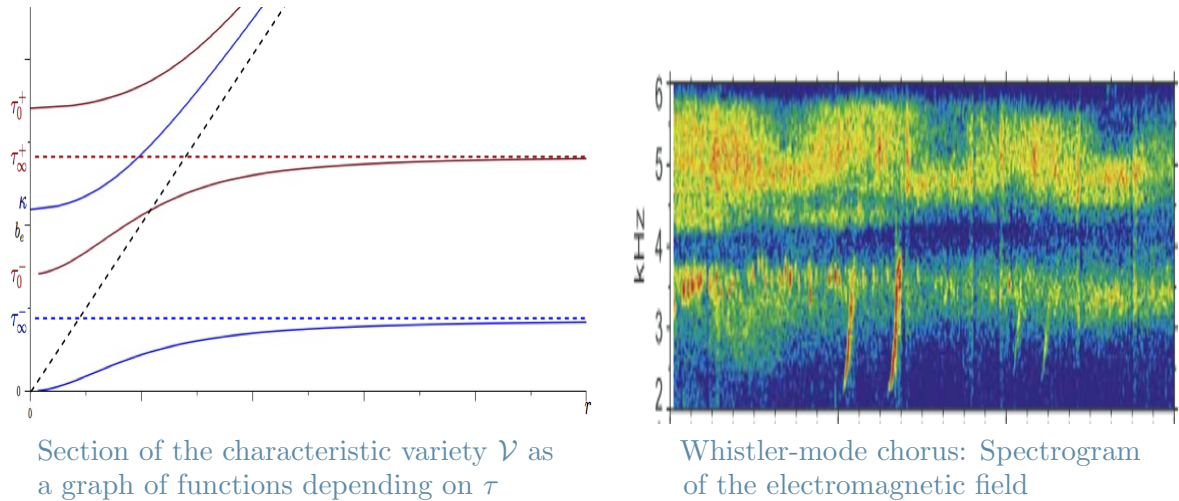 τ₀⁺
τ∞⁺
κ
bₑ
τ₀⁻
τ∞⁻
0
0
r
6
5
4
3
2
kHz
Section of the characteristic variety 𝒱 as
a graph of functions depending on τ
Whistler-mode chorus: Spectrogram
of the electromagnetic field